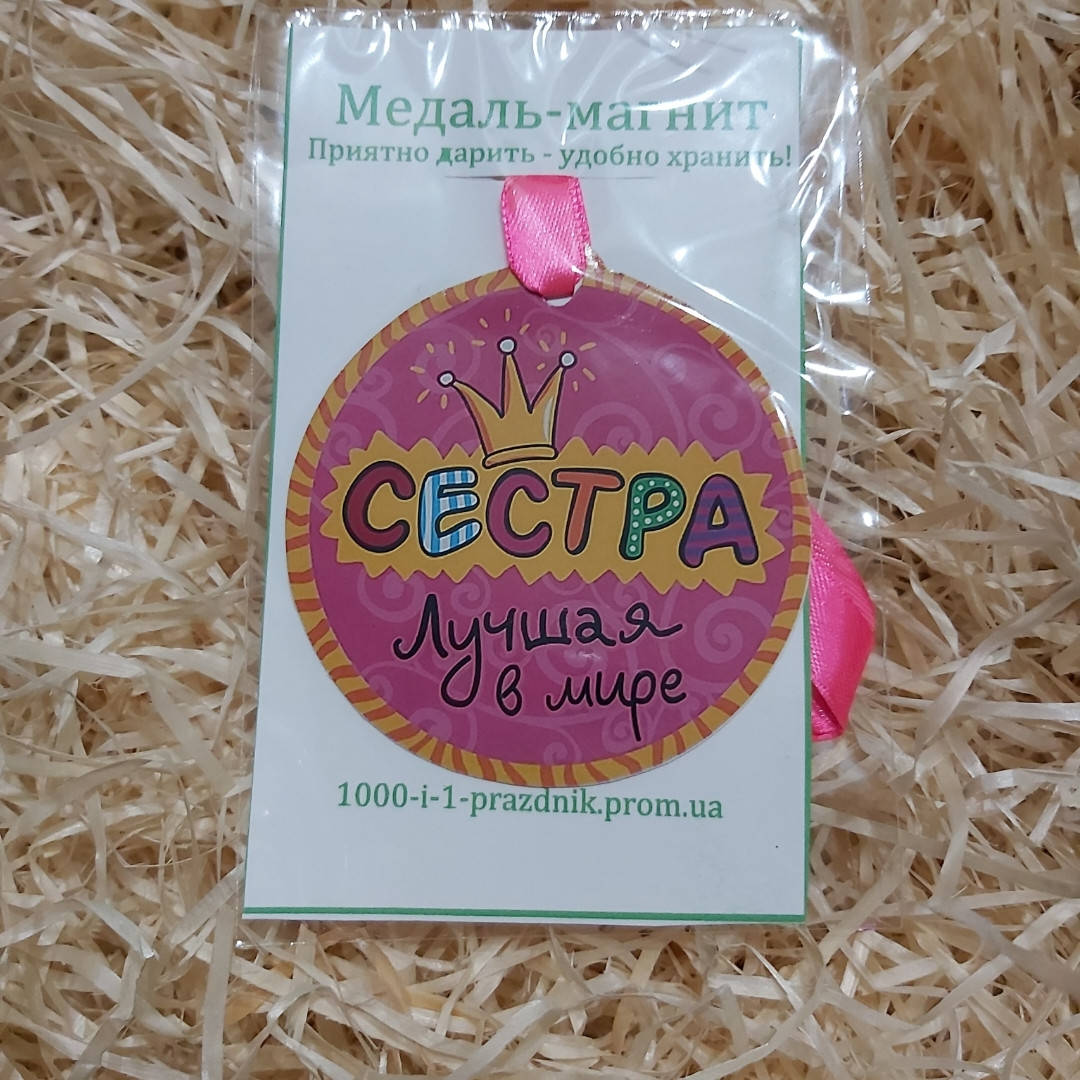 Медаль-магнит
Приятно дарить - удобно хранить!
СЕСТРА
Лучшая
в мире
1000-i-1-prazdnik.prom.ua